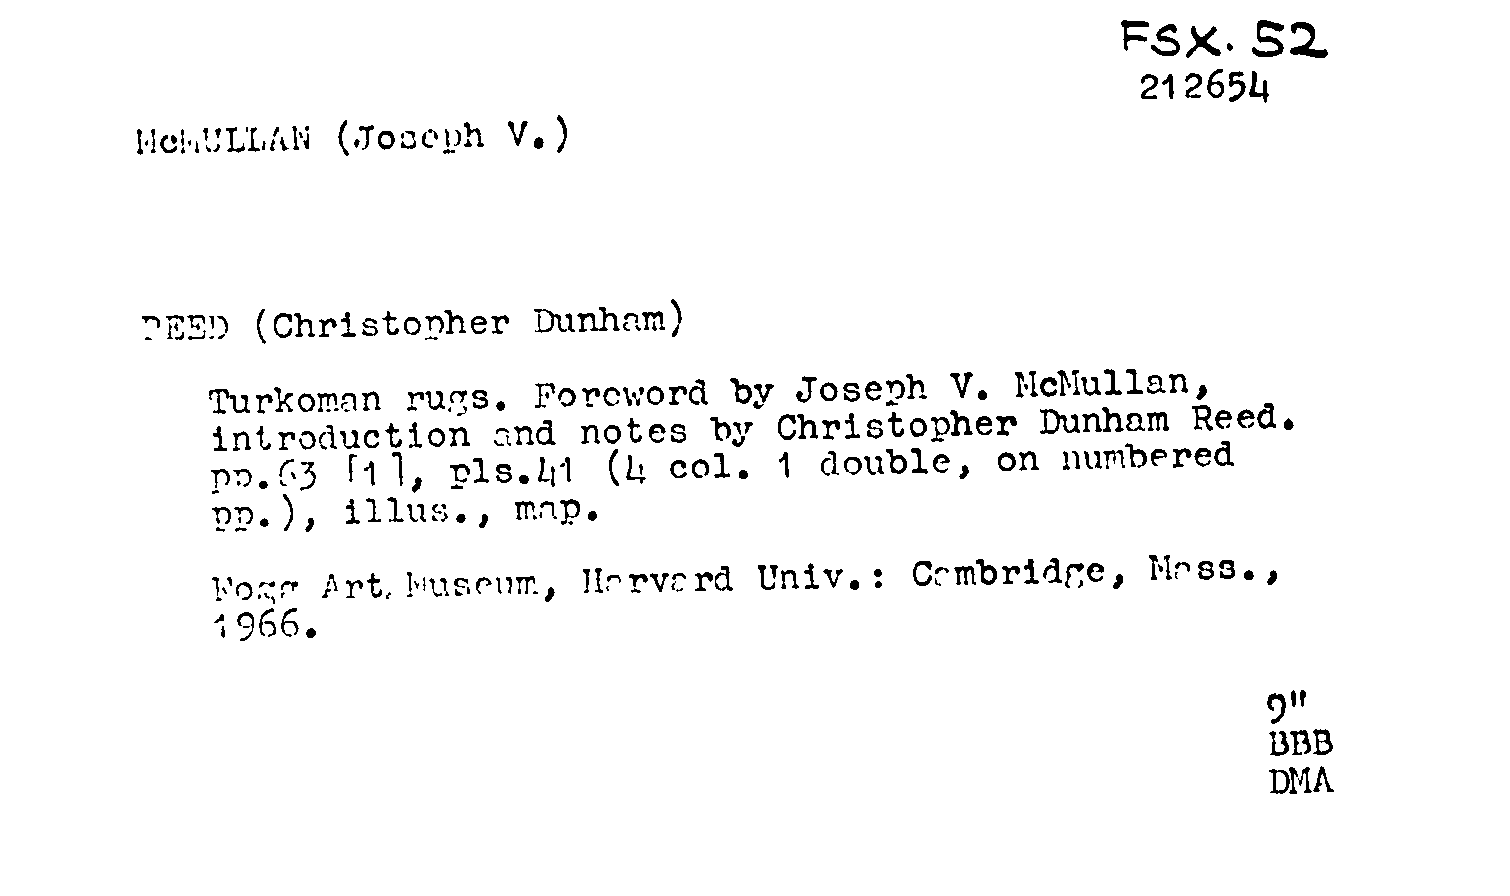 FSX. 52
212654
McMULLAN (Joseph V.)
REED (Christopher Dunham)
Turkoman rugs. Foreword by Joseph V. McMullan,
introduction and notes by Christopher Dunham Reed.
pp.63 [1], pls.41 (4 col. 1 double, on numbered
pp.), illus., map.
Fogg Art Museum, Harvard Univ.: Cambridge, Mass.,
1966.
9"
BBB
DMA